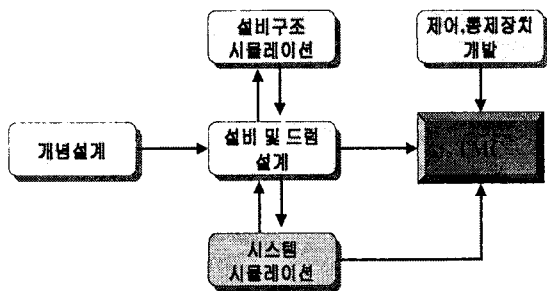 설비구조
시뮬레이션
제어,통제장치
개발
개념설계
설비 및 드럼
설계
시스템
시뮬레이션